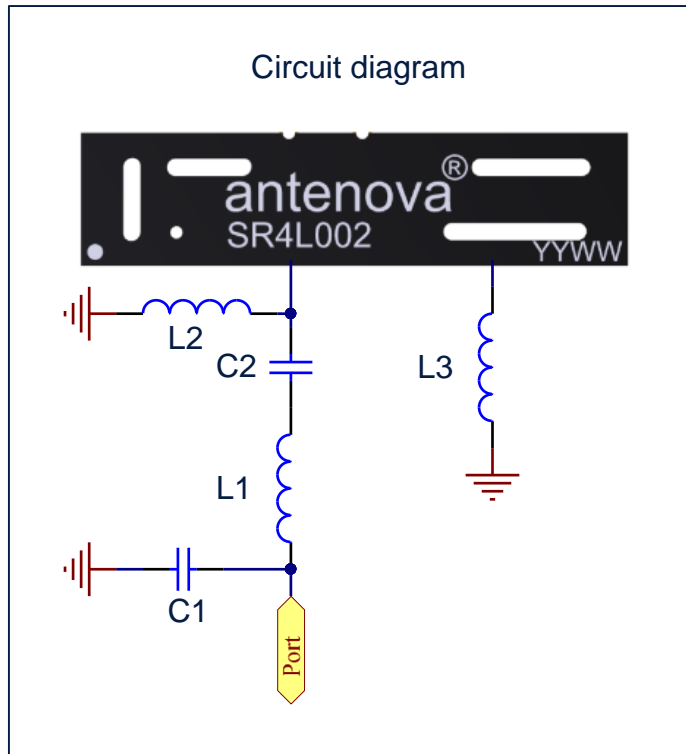 Circuit diagram
antenova®
SR4L002
YYWW
L2
C2
L3
L1
C1
Port